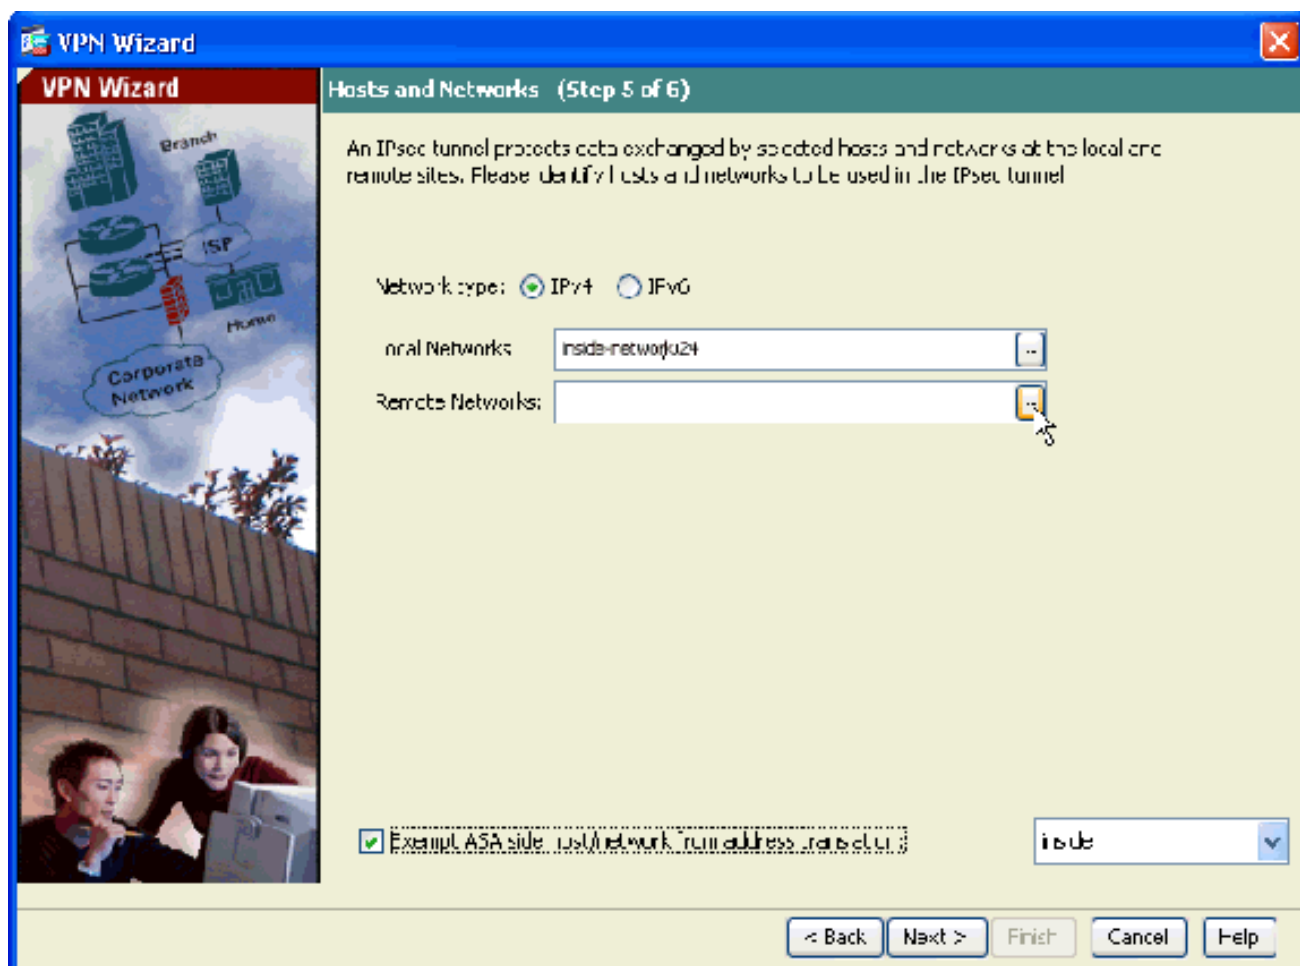 VPN Wizard
VPN Wizard
Hosts and Networks (Step 5 of 6)
Branch
ISP
Home
Corporate
Network
An IPsec tunnel protects data exchanged by selected hosts and networks at the local and
remote sites. Please identify hosts and networks to be used in the IPsec tunnel
Network type: IPv4 IPv6
Local Networks
inside-network/24
...
Remote Networks:
...
Exempt ASA side host/network from address translation
inside
< Back
Next >
Finish
Cancel
Help